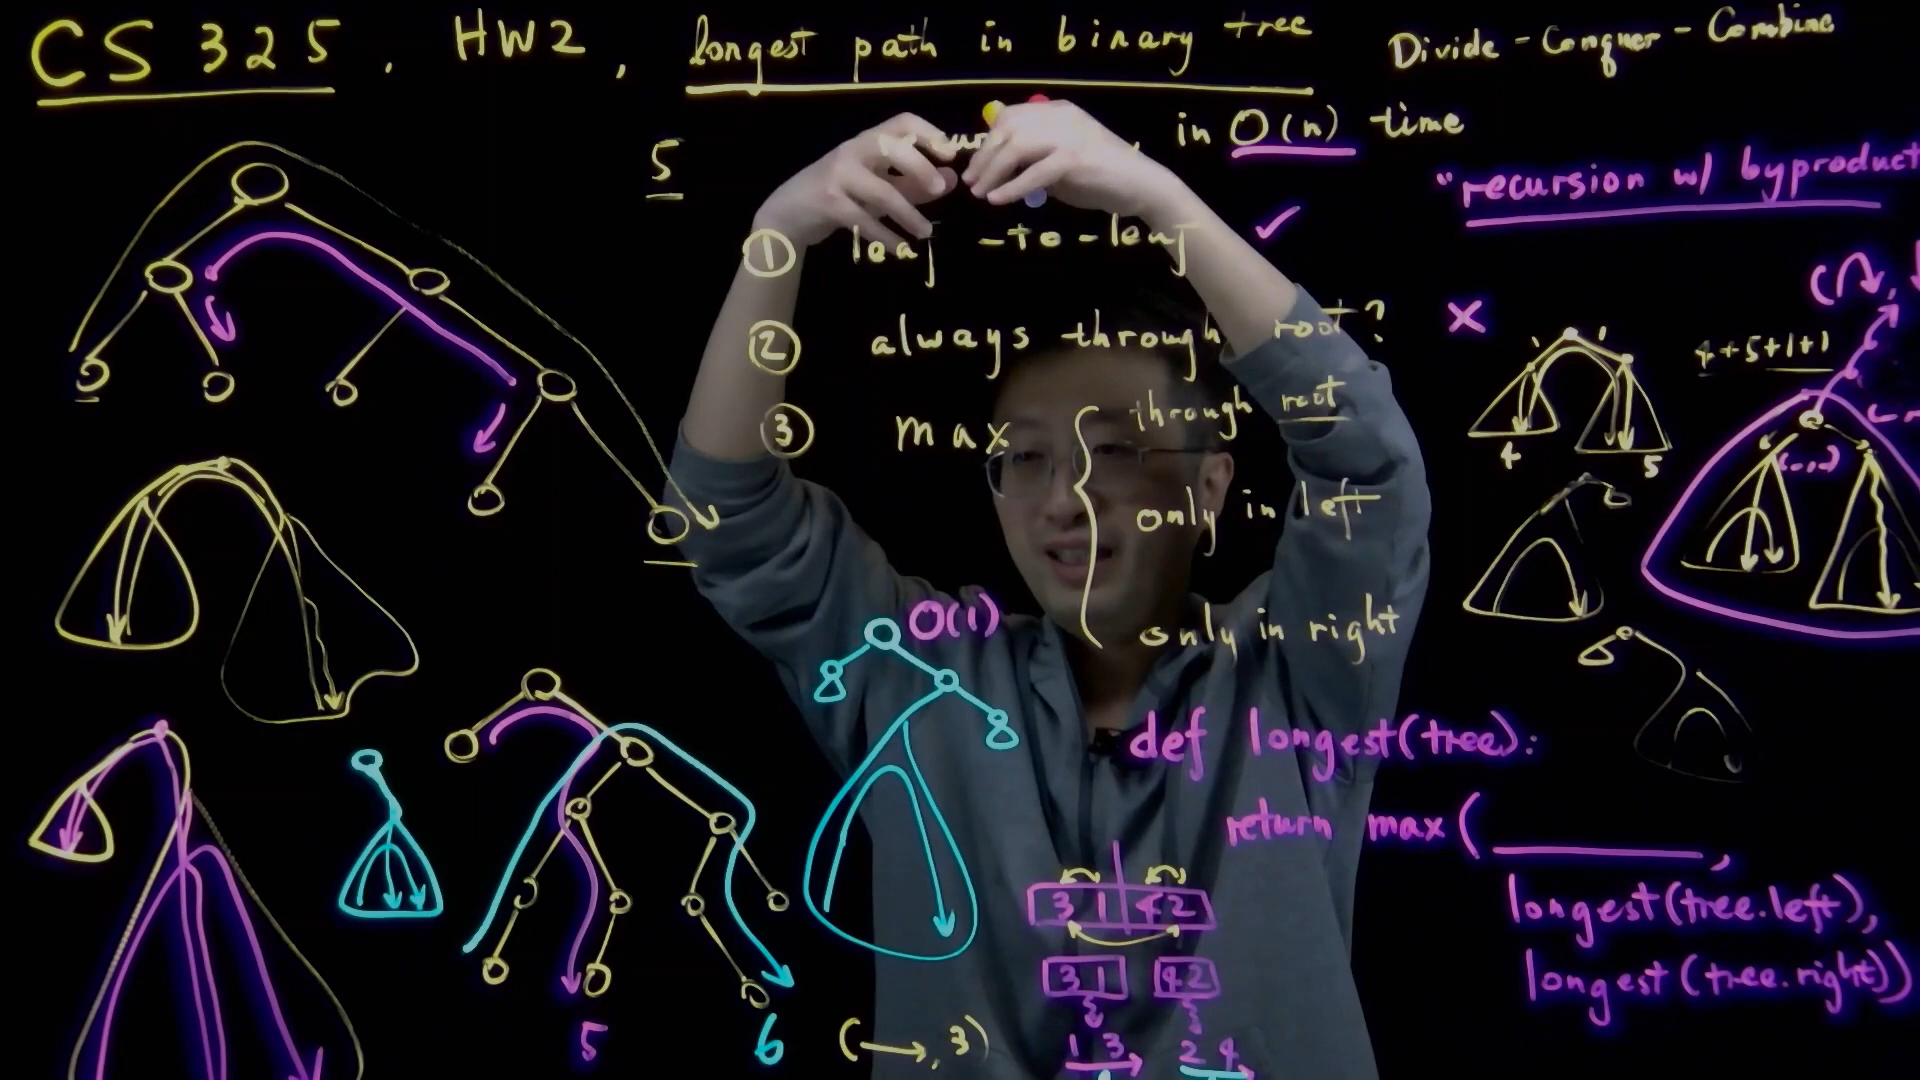 CS 325, HW2, longest path in binary tree
Divide - Conquer - Combine
5
in O(n) time
"recursion w/ byproduct
① leaf -to- leaf ✓
② always through root? ×
③ max { through root
only in left
only in right
4+5+1+1
4 5
O(1)
def longest(tree):
return max( ________,
longest(tree.left),
longest(tree.right))
3 1 4 2
3 1 4 2
1 3 2 4
5
6
(→, 3)